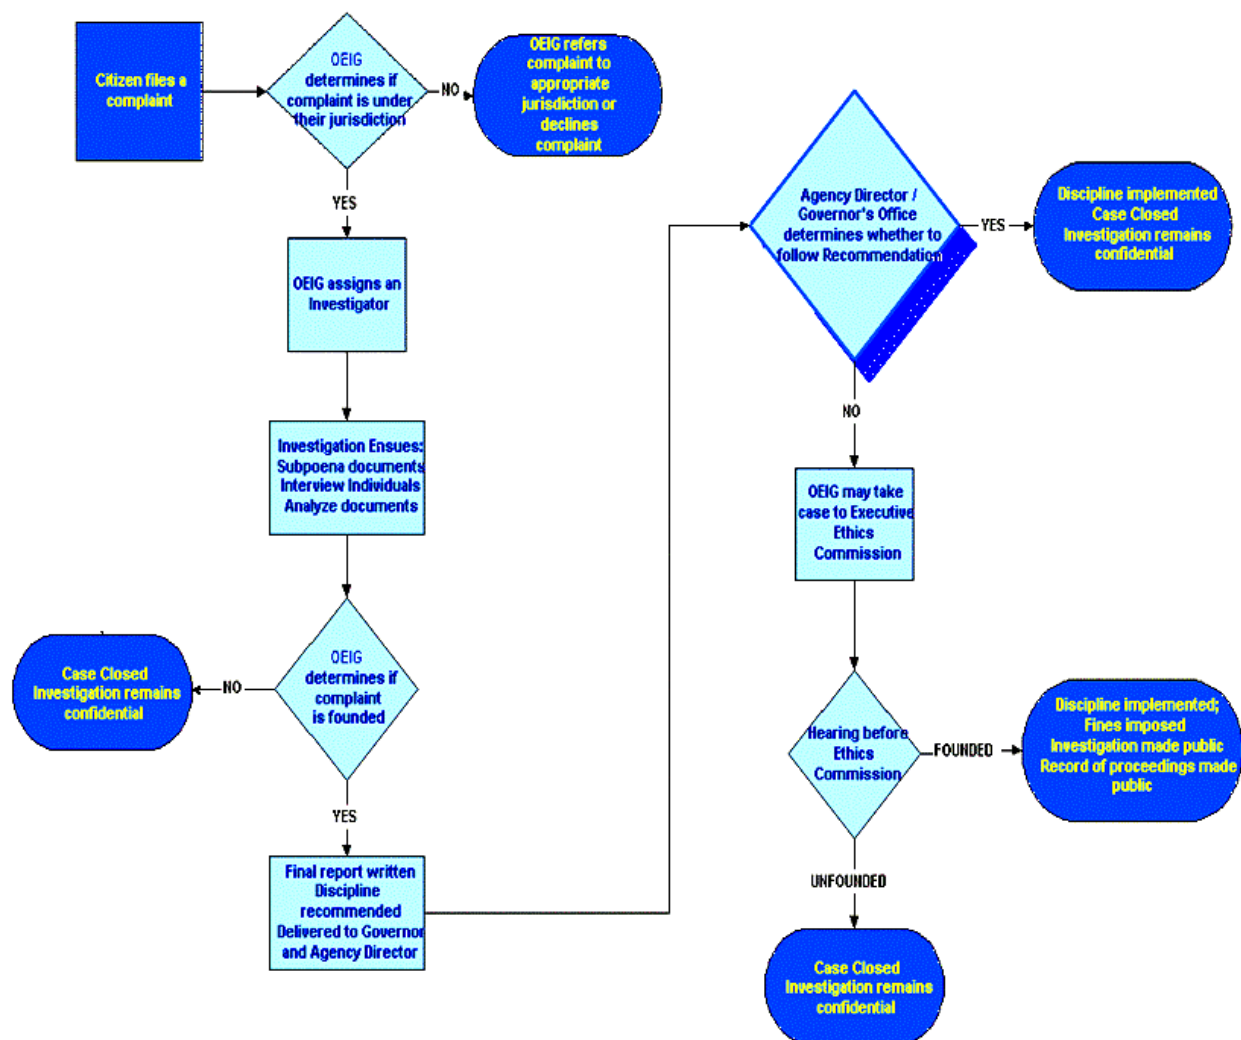 Citizen files a
complaint
OEIG
determines if
complaint is under
their jurisdiction
NO
OEIG refers
complaint to
appropriate
jurisdiction or
declines
complaint
YES
OEIG assigns an
Investigator
Investigation Ensues:
Subpoena documents
Interview Individuals
Analyze documents
OEIG
determines if
complaint
is founded
NO
Case Closed
Investigation remains
confidential
YES
Final report written
Discipline
recommended
Delivered to Governor
and Agency Director
Agency Director /
Governor's Office
determines whether to
follow Recommendation
YES
Discipline implemented
Case Closed
Investigation remains
confidential
NO
OEIG may take
case to Executive
Ethics
Commission
Hearing before
Ethics
Commission
FOUNDED
Discipline implemented;
Fines imposed
Investigation made public
Record of proceedings made
public
UNFOUNDED
Case Closed
Investigation remains
confidential